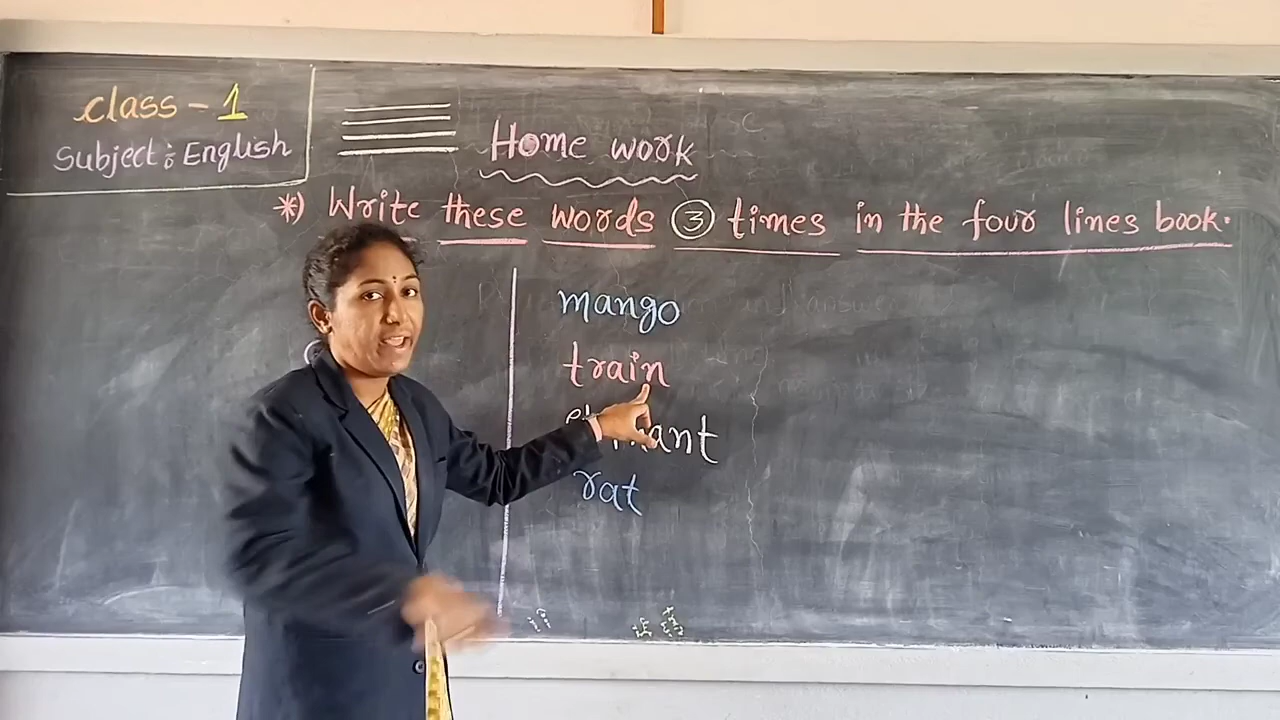 class - 1
Subject : English
Home work
*) Write these words 3 times in the four lines book.
mango
train
rat